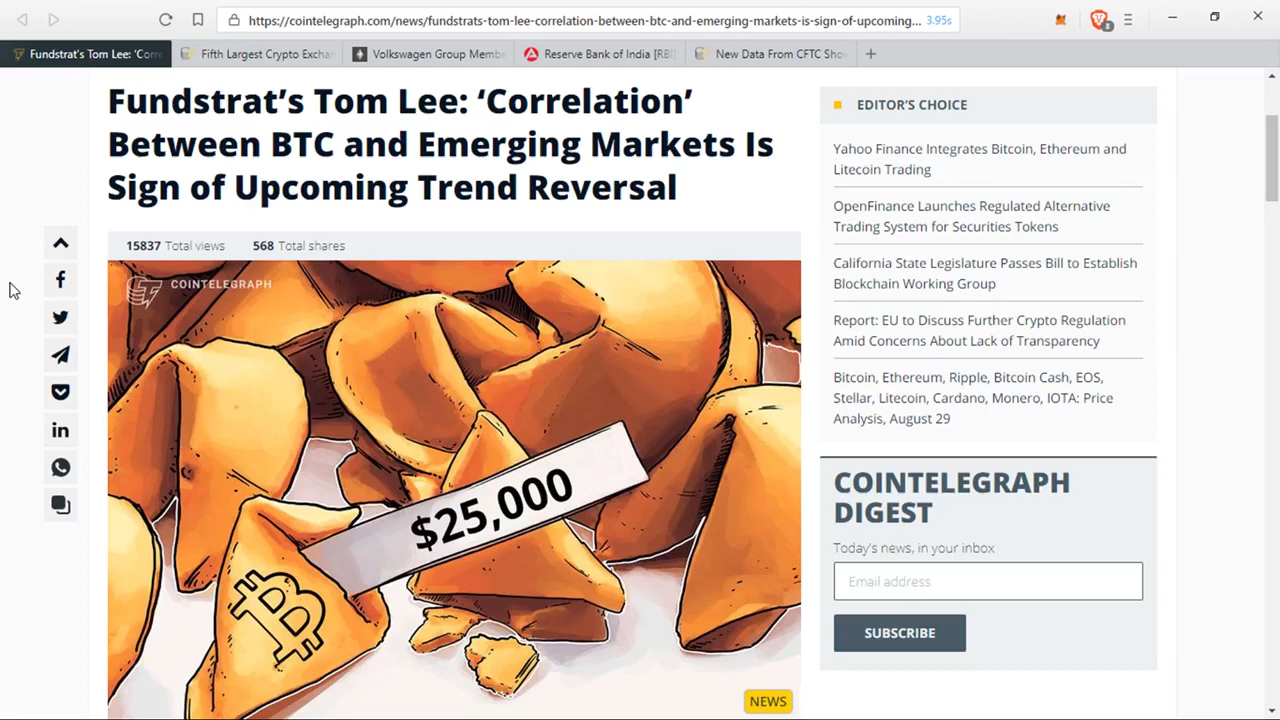 https://cointelegraph.com/news/fundstrats-tom-lee-correlation-between-btc-and-emerging-markets-is-sign-of-upcoming... 3.95s
8
Fundstrat's Tom Lee: 'Corr
Fifth Largest Crypto Excha
Volkswagen Group Membe
Reserve Bank of India [RBI]
New Data From CFTC Sho
Fundstrat's Tom Lee: 'Correlation'
Between BTC and Emerging Markets Is
Sign of Upcoming Trend Reversal
15837 Total views 568 Total shares
COINTELEGRAPH
$25,000
NEWS
EDITOR'S CHOICE
Yahoo Finance Integrates Bitcoin, Ethereum and
Litecoin Trading
OpenFinance Launches Regulated Alternative
Trading System for Securities Tokens
California State Legislature Passes Bill to Establish
Blockchain Working Group
Report: EU to Discuss Further Crypto Regulation
Amid Concerns About Lack of Transparency
Bitcoin, Ethereum, Ripple, Bitcoin Cash, EOS,
Stellar, Litecoin, Cardano, Monero, IOTA: Price
Analysis, August 29
COINTELEGRAPH
DIGEST
Today's news, in your inbox
Email address
SUBSCRIBE